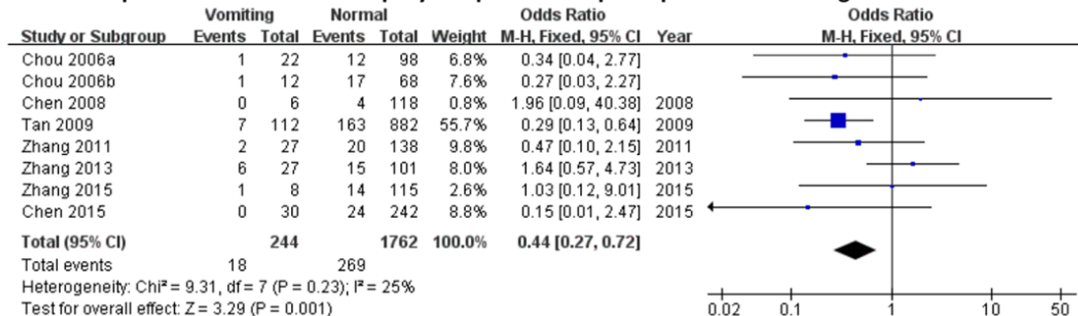 Vomiting Normal Odds Ratio Odds Ratio
Study or Subgroup Events Total Events Total Weight M-H, Fixed, 95% CI Year M-H, Fixed, 95% CI
Chou 2006a 1 22 12 98 6.8% 0.34 [0.04, 2.77]
Chou 2006b 1 12 17 68 7.6% 0.27 [0.03, 2.27]
Chen 2008 0 6 4 118 0.8% 1.96 [0.09, 40.38] 2008
Tan 2009 7 112 163 882 55.7% 0.29 [0.13, 0.64] 2009
Zhang 2011 2 27 20 138 9.8% 0.47 [0.10, 2.15] 2011
Zhang 2013 6 27 15 101 8.0% 1.64 [0.57, 4.73] 2013
Zhang 2015 1 8 14 115 2.6% 1.03 [0.12, 9.01] 2015
Chen 2015 0 30 24 242 8.8% 0.15 [0.01, 2.47] 2015
Total (95% CI) 244 1762 100.0% 0.44 [0.27, 0.72]
Total events 18 269
Heterogeneity: Chi² = 9.31, df = 7 (P = 0.23); I² = 25%
Test for overall effect: Z = 3.29 (P = 0.001)
0.02 0.1 1 10 50